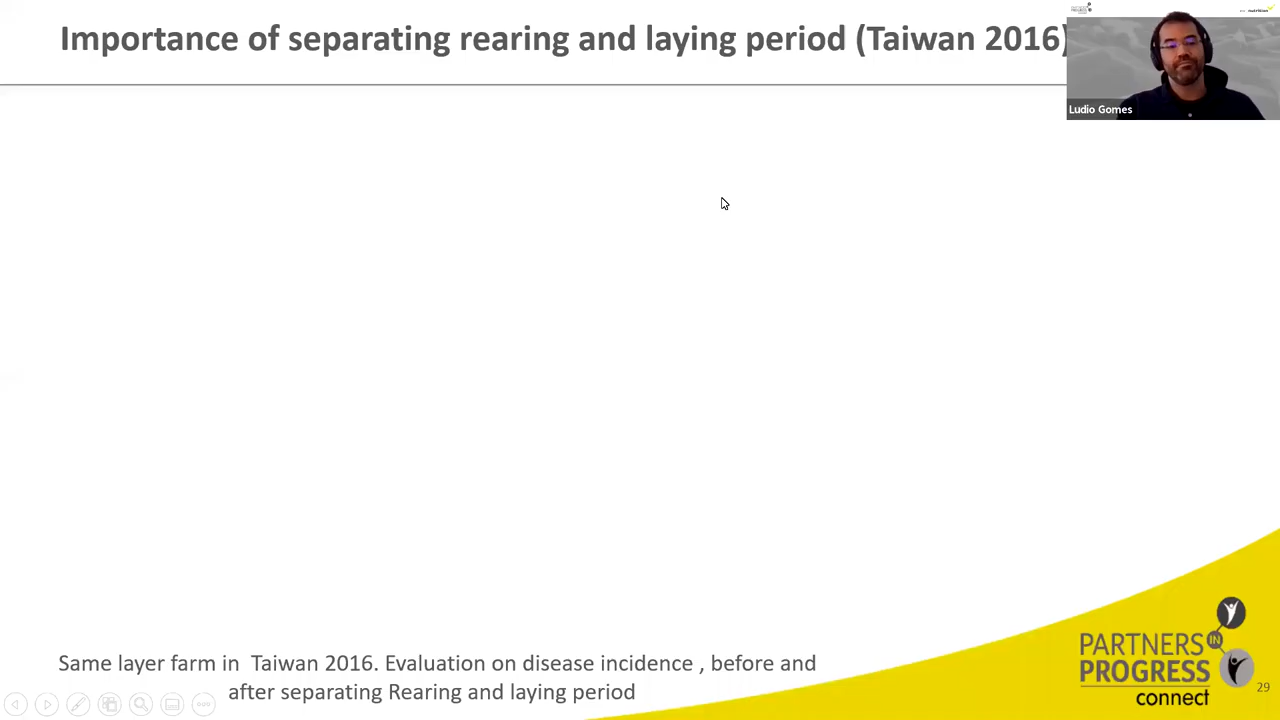 Importance of separating rearing and laying period (Taiwan 2016)
Ludio Gomes
Same layer farm in Taiwan 2016. Evaluation on disease incidence , before and
after separating Rearing and laying period
PARTNERS IN
PROGRESS
connect
29